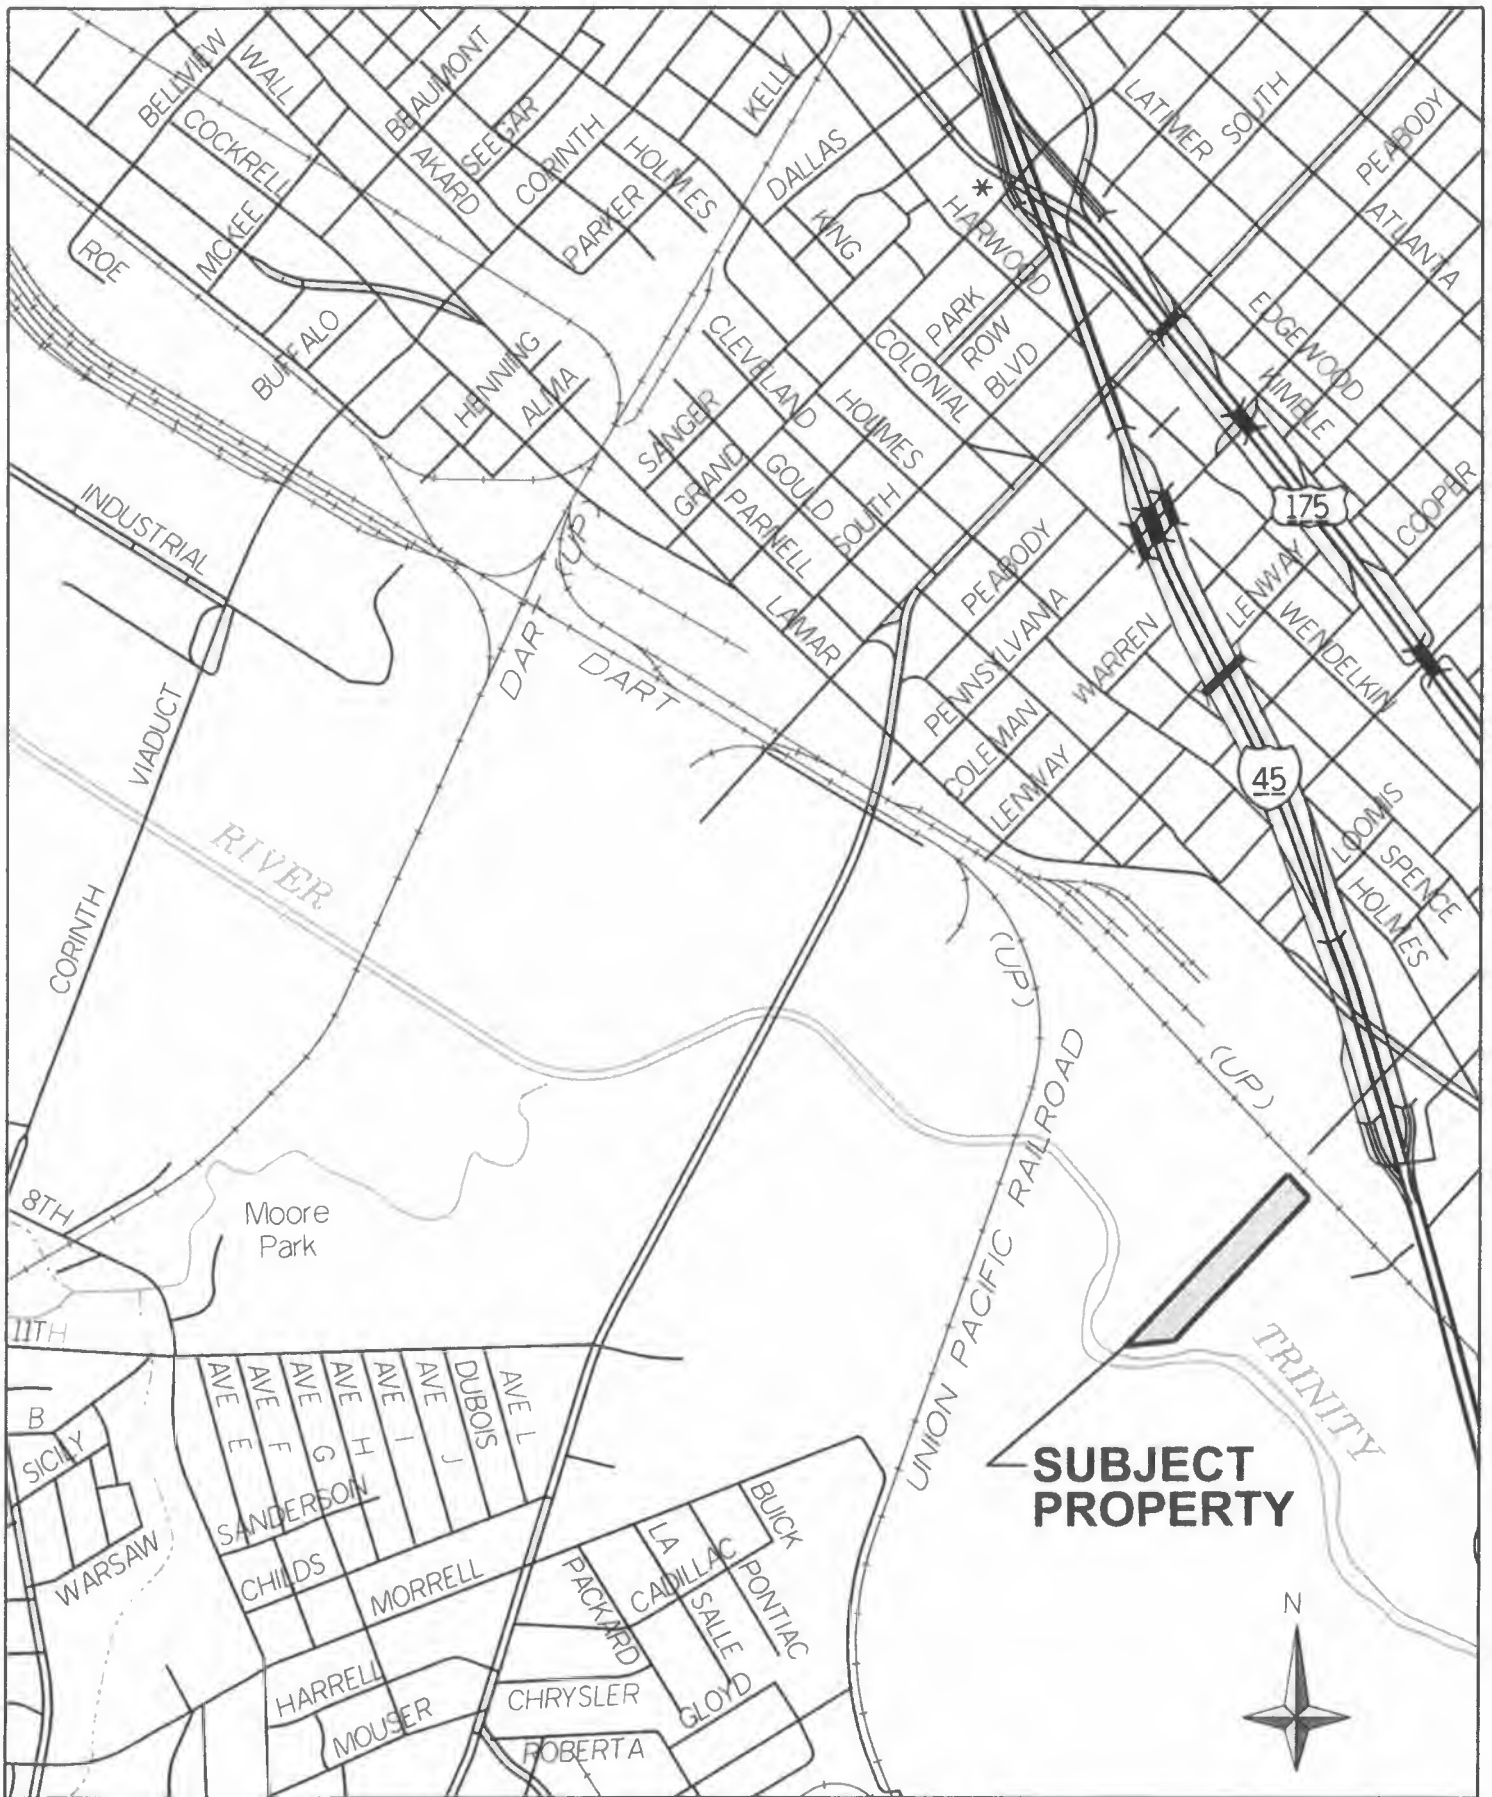 BELLVIEW
WALL
BEAUMONT
COCKRELL
SEEGAR
AKARD
CORINTH
HOLMES
KELLY
DALLAS
LATIMER
SOUTH
PEABODY
ATLANTA
ROE
MCKEE
PARKER
KING
*
HARWOOD
BUFFALO
HENNING
ALMA
CLEVELAND
COLONIAL
PARK
ROW
BLVD
EDGEWOOD
KIMBLE
SANGER
GRAND
HOLMES
GOULD
PARNELL
SOUTH
175
COOPER
INDUSTRIAL
(UP)
DART
DAR
LAMAR
PEABODY
PENNSYLVANIA
WARREN
LENWAY
WENDELKIN
COLEMAN
LENWAY
45
VIADUCT
LOOMIS
SPENCE
HOLMES
RIVER
CORINTH
(UP)
(UP)
UNION PACIFIC RAILROAD
8TH
Moore
Park
11TH
TRINITY
AVE E
AVE F
AVE G
AVE H
AVE I
AVE J
DUBOIS
AVE L
B
SICILY
SUBJECT
PROPERTY
SANDERSON
BUICK
WARSAW
CHILDS
MORRELL
LA
SALLE
CADILLAC
PONTIAC
PACKARD
N
HARRELL
CHRYSLER
GLOYD
MOUSER
ROBERTA